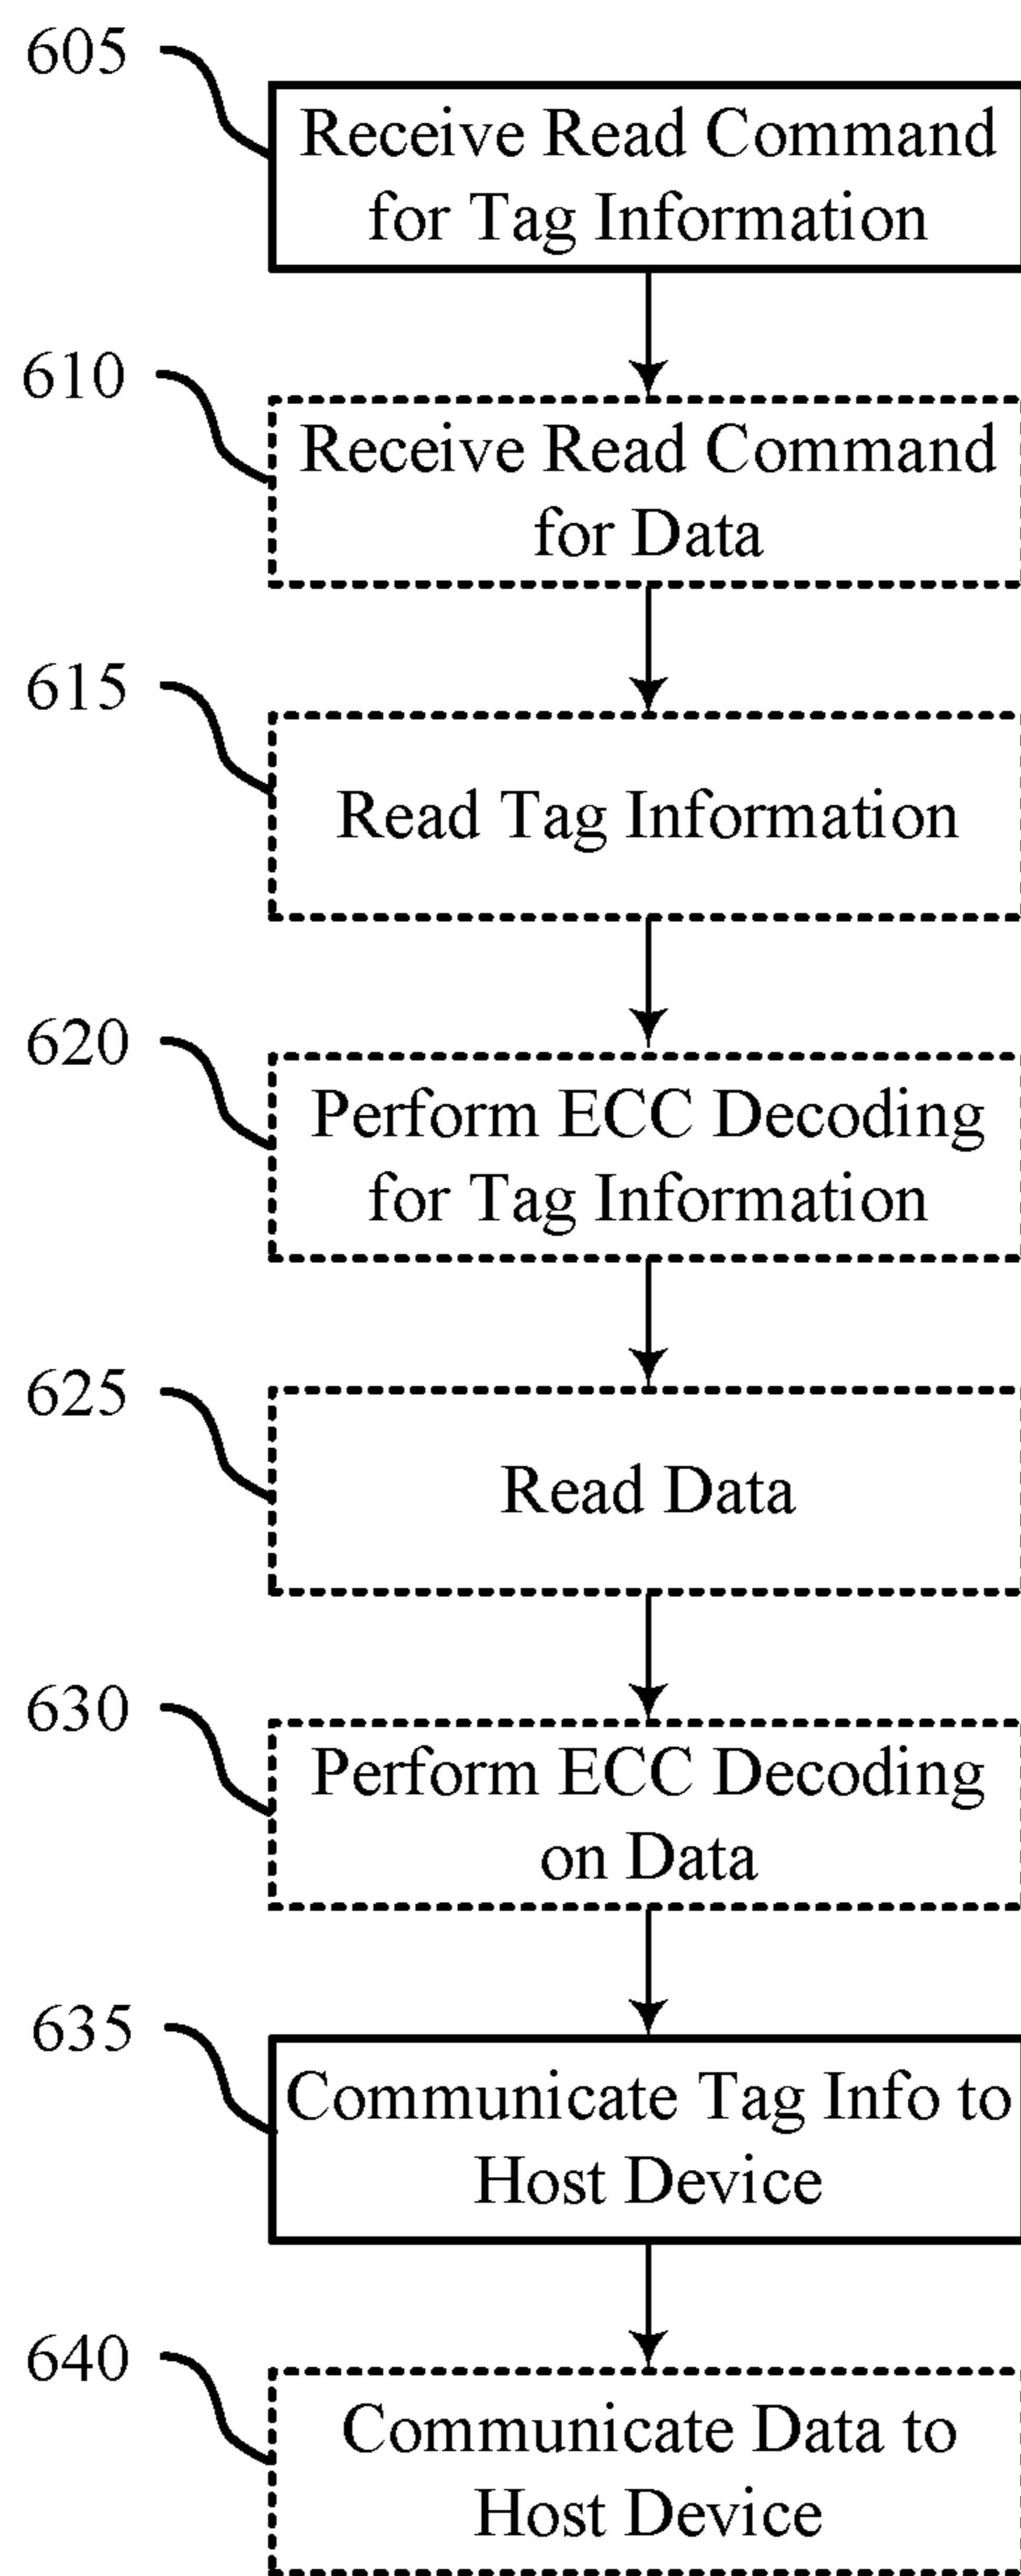 605
Receive Read Command
for Tag Information
610
Receive Read Command
for Data
615
Read Tag Information
620
Perform ECC Decoding
for Tag Information
625
Read Data
630
Perform ECC Decoding
on Data
635
Communicate Tag Info to
Host Device
640
Communicate Data to
Host Device